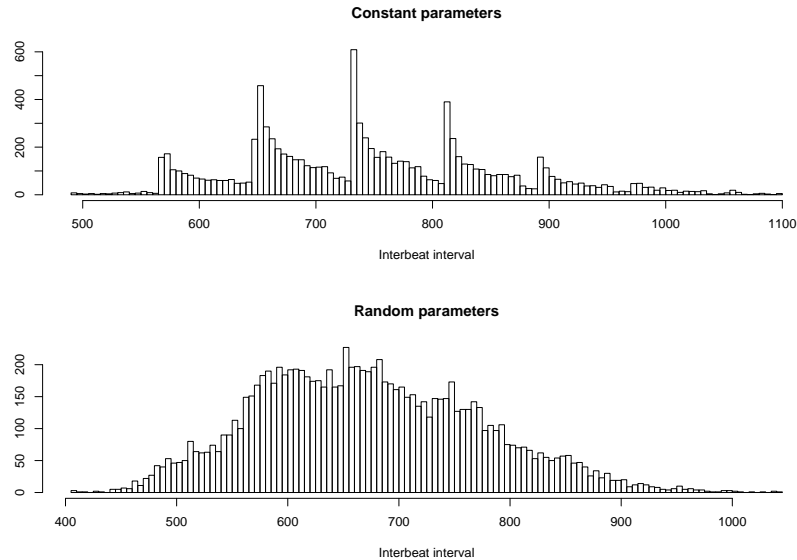 Constant parameters
600
400
200
0
500 600 700 800 900 1000 1100
Interbeat interval
Random parameters
200
150
100
50
0
400 500 600 700 800 900 1000
Interbeat interval